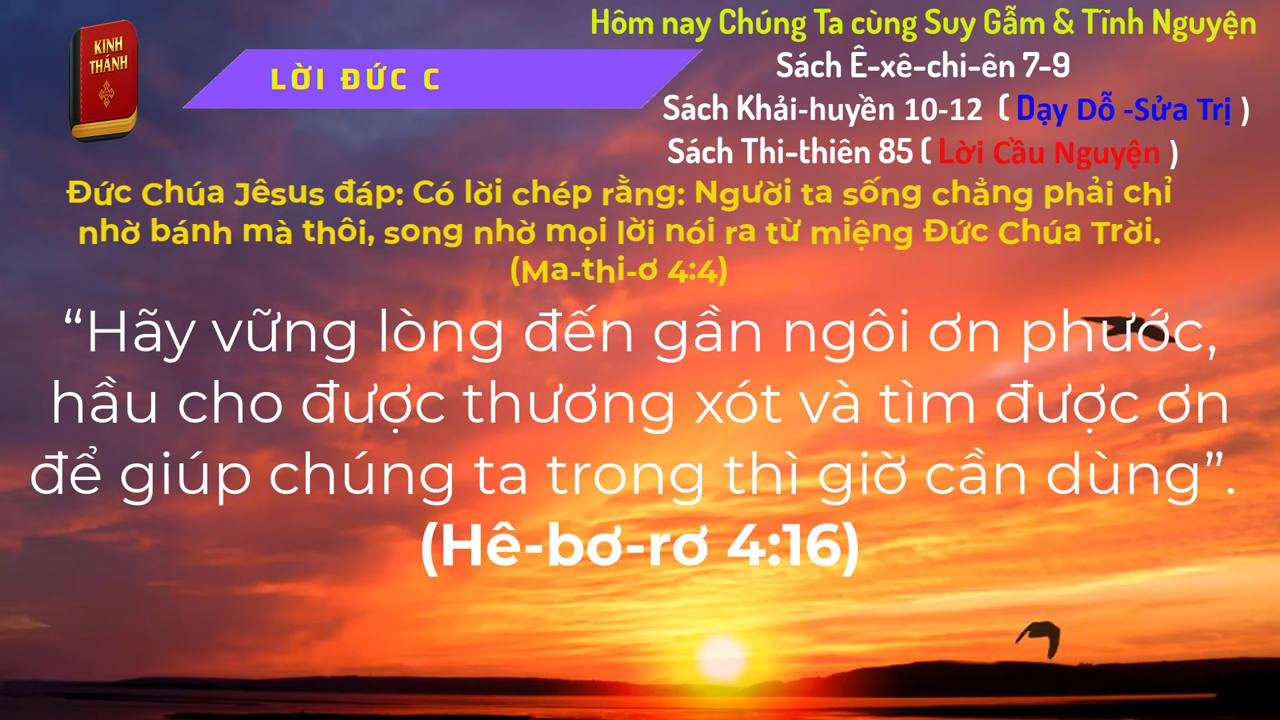 KINH
THÁNH
LỜI ĐỨC C
Hôm nay Chúng Ta cùng Suy Gẫm & Tĩnh Nguyện
Sách Ê-xê-chi-ên 7-9
Sách Khải-huyền 10-12 ( Dạy Dỗ -Sửa Trị )
Sách Thi-thiên 85 ( Lời Cầu Nguyện )
Đức Chúa Jêsus đáp: Có lời chép rằng: Người ta sống chẳng phải chỉ
nhờ bánh mà thôi, song nhờ mọi lời nói ra từ miệng Đức Chúa Trời.
(Ma-thi-ơ 4:4)
“Hãy vững lòng đến gần ngôi ơn phước,
hầu cho được thương xót và tìm được ơn
để giúp chúng ta trong thì giờ cần dùng”.
(Hê-bơ-rơ 4:16)